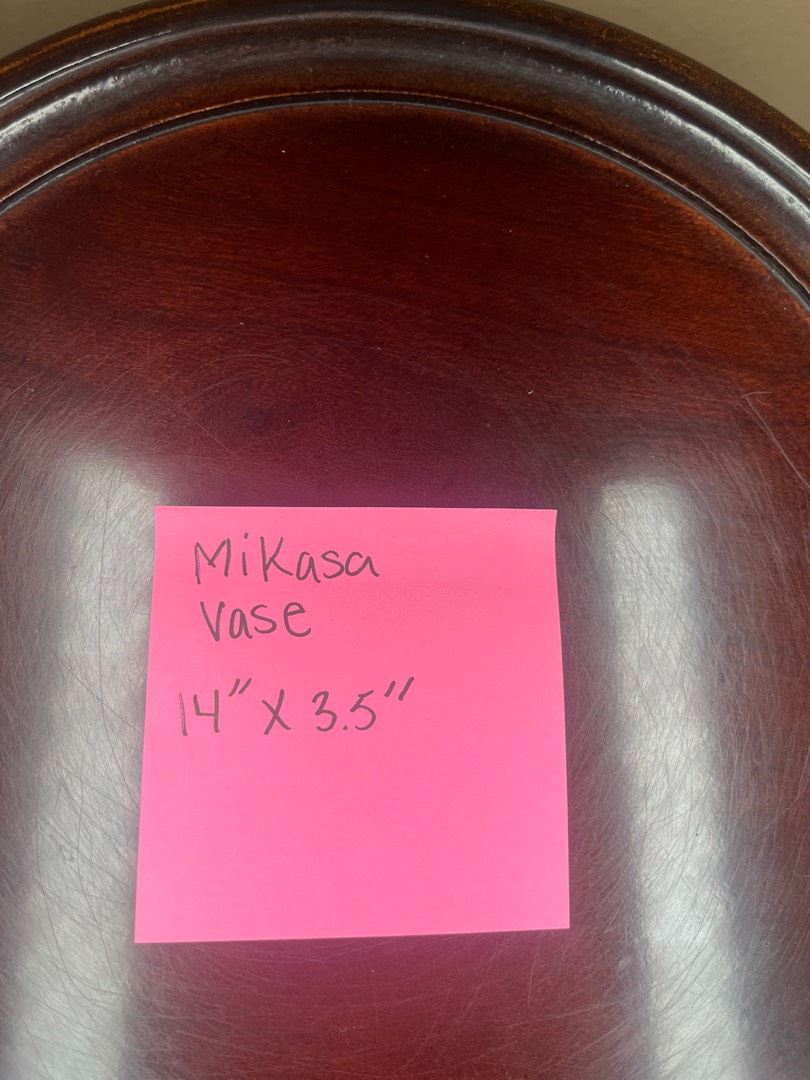 Mikasa
Vase
14" X 3.5"